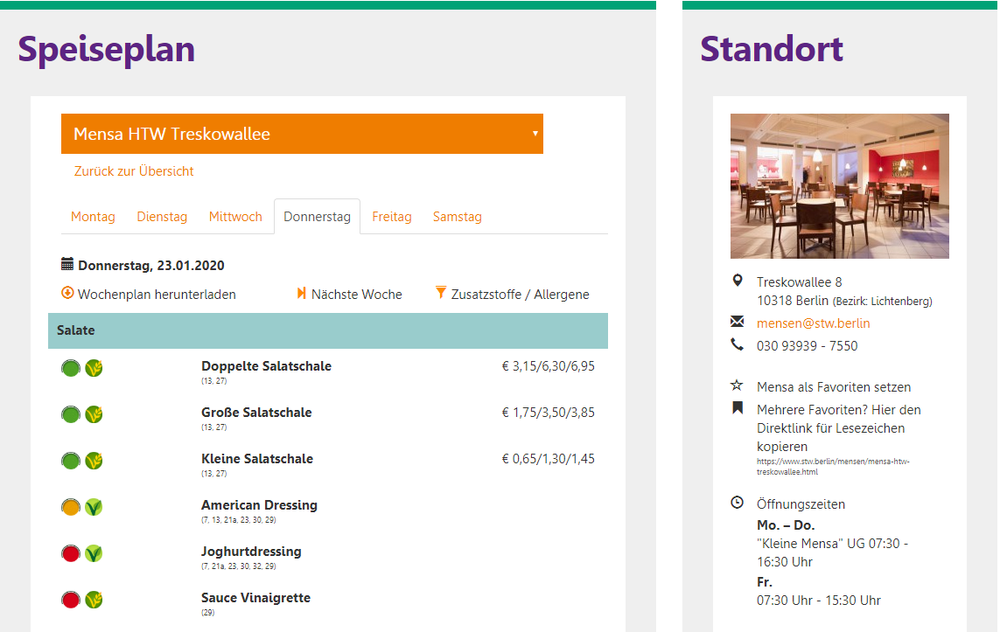 Speiseplan
Mensa HTW Treskowallee
Zurück zur Übersicht
Montag Dienstag Mittwoch Donnerstag Freitag Samstag
Donnerstag, 23.01.2020
Wochenplan herunterladen Nächste Woche Zusatzstoffe / Allergene
Salate
Doppelte Salatschale € 3,15/6,30/6,95
(13, 27)
Große Salatschale € 1,75/3,50/3,85
(13, 27)
Kleine Salatschale € 0,65/1,30/1,45
(13, 27)
American Dressing
(7, 13, 21a, 23, 30, 29)
Joghurtdressing
(7, 21a, 23, 30, 32, 29)
Sauce Vinaigrette
(29)
Standort
Treskowallee 8
10318 Berlin (Bezirk: Lichtenberg)
mensen@stw.berlin
030 93939 - 7550
Mensa als Favoriten setzen
Mehrere Favoriten? Hier den
Direktlink für Lesezeichen
kopieren
https://www.stw.berlin/mensen/mensa-htw-
treskowallee.html
Öffnungszeiten
Mo. – Do.
"Kleine Mensa" UG 07:30 -
16:30 Uhr
Fr.
07:30 Uhr - 15:30 Uhr